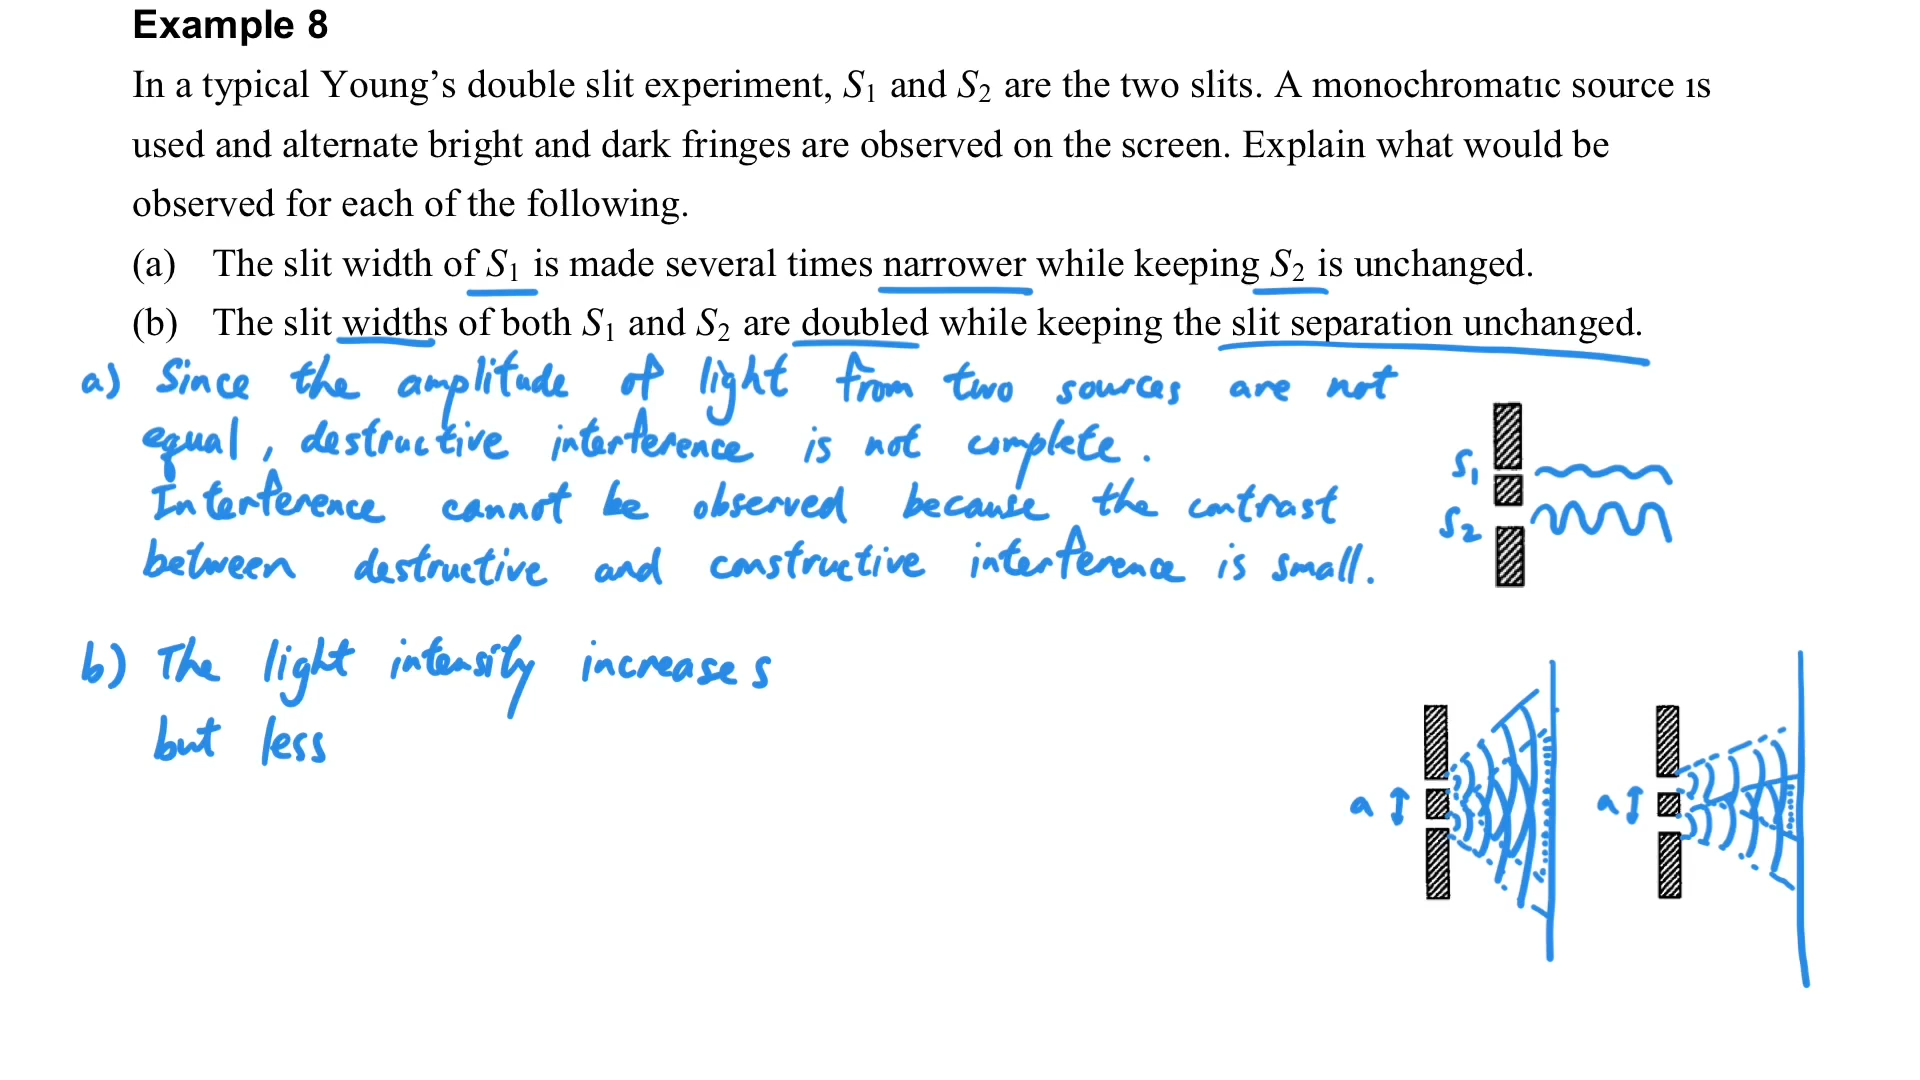 Example 8
In a typical Young's double slit experiment, S₁ and S₂ are the two slits. A monochromatic source is
used and alternate bright and dark fringes are observed on the screen. Explain what would be
observed for each of the following.
(a) The slit width of S₁ is made several times narrower while keeping S₂ is unchanged.
(b) The slit widths of both S₁ and S₂ are doubled while keeping the slit separation unchanged.
a) Since the amplitude of light from two sources are not
equal, destructive interference is not complete.
Interference cannot be observed because the contrast
between destructive and constructive interference is small.
S₁
S₂
b) The light intensity increases
but less
a
a